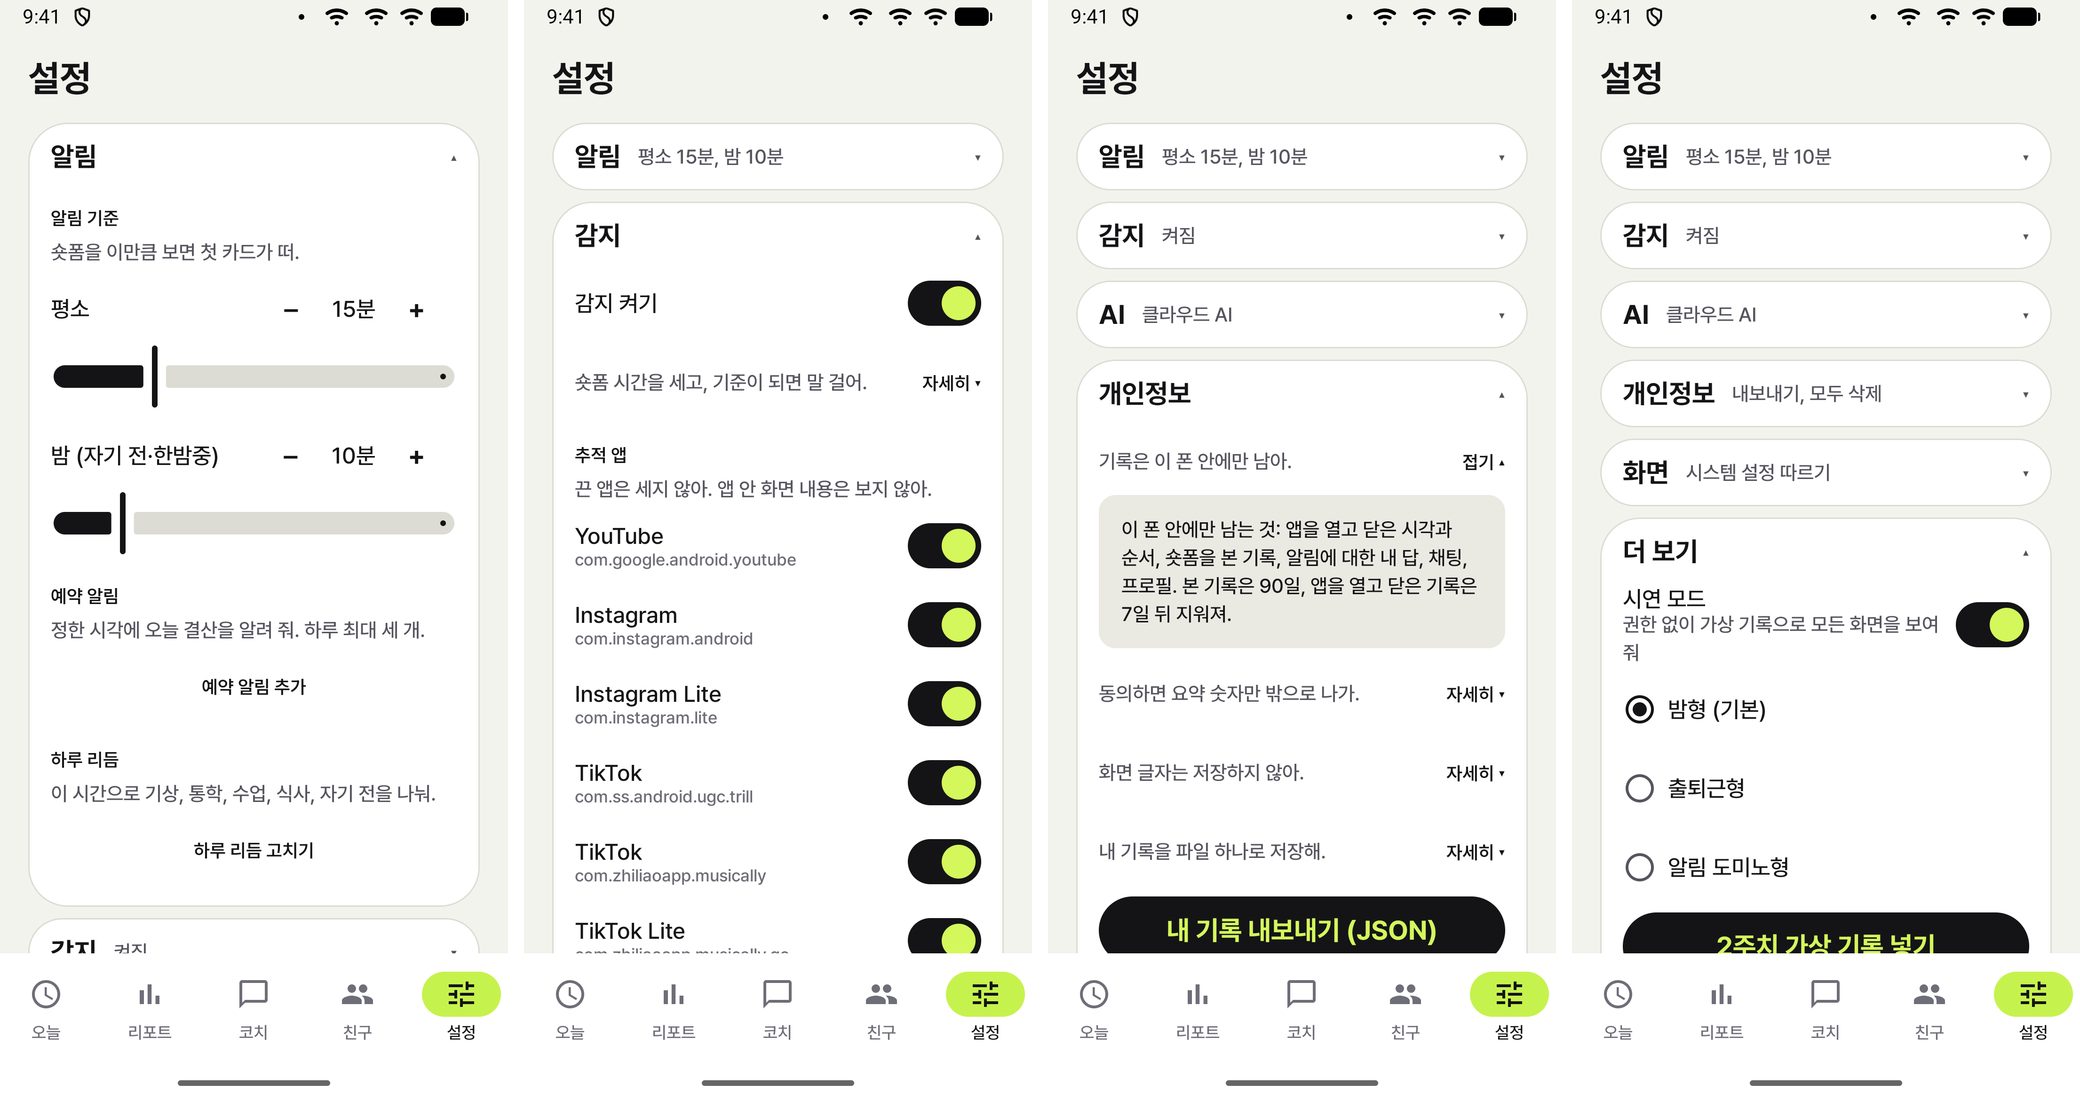 9:41
설정
알림
알림 기준
숏폼을 이만큼 보면 첫 카드가 떠.
평소 − 15분 +
밤 (자기 전·한밤중) − 10분 +
예약 알림
정한 시각에 오늘 결산을 알려 줘. 하루 최대 세 개.
예약 알림 추가
하루 리듬
이 시간으로 기상, 통학, 수업, 식사, 자기 전을 나눠.
하루 리듬 고치기
감지 켜짐
오늘 리포트 코치 친구 설정
9:41
설정
알림 평소 15분, 밤 10분
감지
감지 켜기
숏폼 시간을 세고, 기준이 되면 말 걸어. 자세히
추적 앱
끈 앱은 세지 않아. 앱 안 화면 내용은 보지 않아.
YouTube
com.google.android.youtube
Instagram
com.instagram.android
Instagram Lite
com.instagram.lite
TikTok
com.ss.android.ugc.trill
TikTok
com.zhiliaoapp.musically
TikTok Lite
com.zhiliaoapp.musically.go
오늘 리포트 코치 친구 설정
9:41
설정
알림 평소 15분, 밤 10분
감지 켜짐
AI 클라우드 AI
개인정보
기록은 이 폰 안에만 남아. 접기
이 폰 안에만 남는 것: 앱을 열고 닫은 시각과
순서, 숏폼을 본 기록, 알림에 대한 내 답, 채팅,
프로필. 본 기록은 90일, 앱을 열고 닫은 기록은
7일 뒤 지워져.
동의하면 요약 숫자만 밖으로 나가. 자세히
화면 글자는 저장하지 않아. 자세히
내 기록을 파일 하나로 저장해. 자세히
내 기록 내보내기 (JSON)
오늘 리포트 코치 친구 설정
9:41
설정
알림 평소 15분, 밤 10분
감지 켜짐
AI 클라우드 AI
개인정보 내보내기, 모두 삭제
화면 시스템 설정 따르기
더 보기
시연 모드
권한 없이 가상 기록으로 모든 화면을 보여
줘
밤형 (기본)
출퇴근형
알림 도미노형
2주치 가상 기록 넣기
오늘 리포트 코치 친구 설정